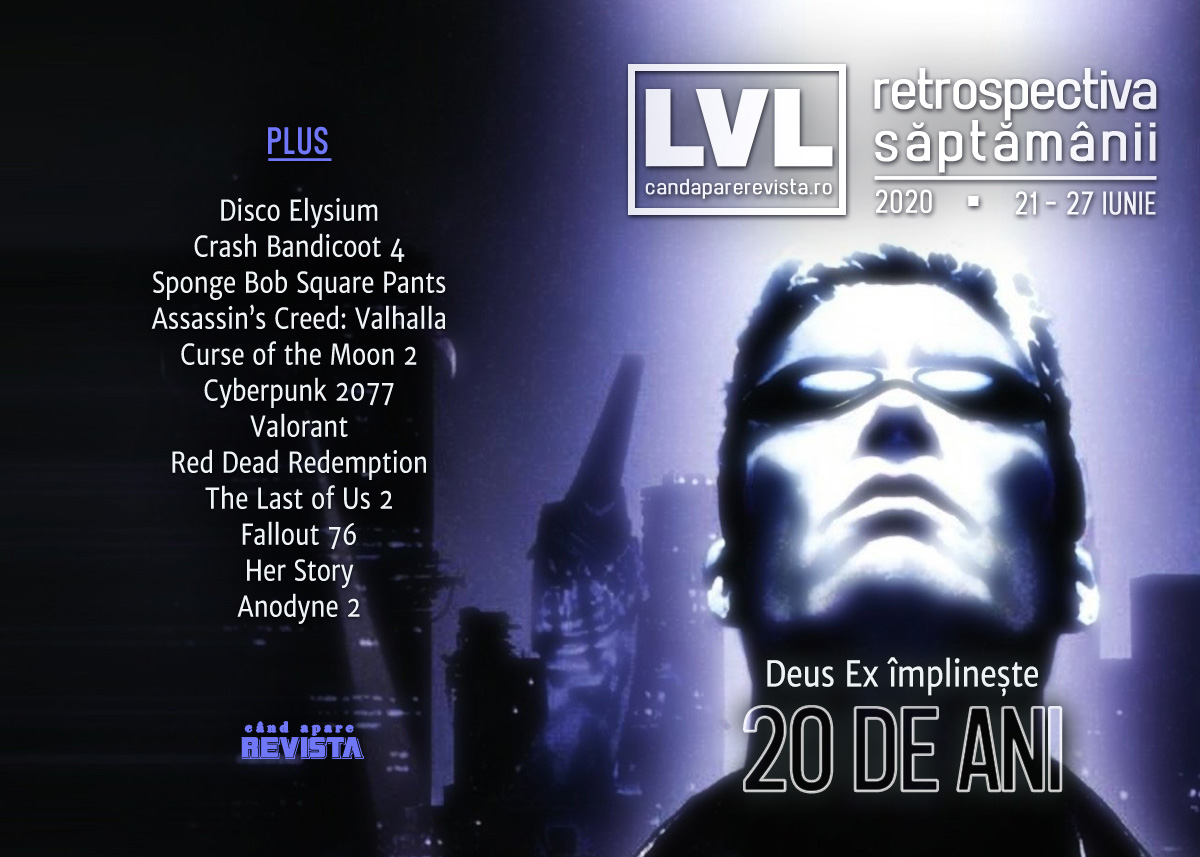 PLUS
Disco Elysium
Crash Bandicoot 4
Sponge Bob Square Pants
Assassin’s Creed: Valhalla
Curse of the Moon 2
Cyberpunk 2077
Valorant
Red Dead Redemption
The Last of Us 2
Fallout 76
Her Story
Anodyne 2
când apare
REVISTA
LVL
candaparerevista.ro
retrospectiva
săptămânii
2020 ▪ 21 - 27 IUNIE
Deus Ex împlinește
20 DE ANI